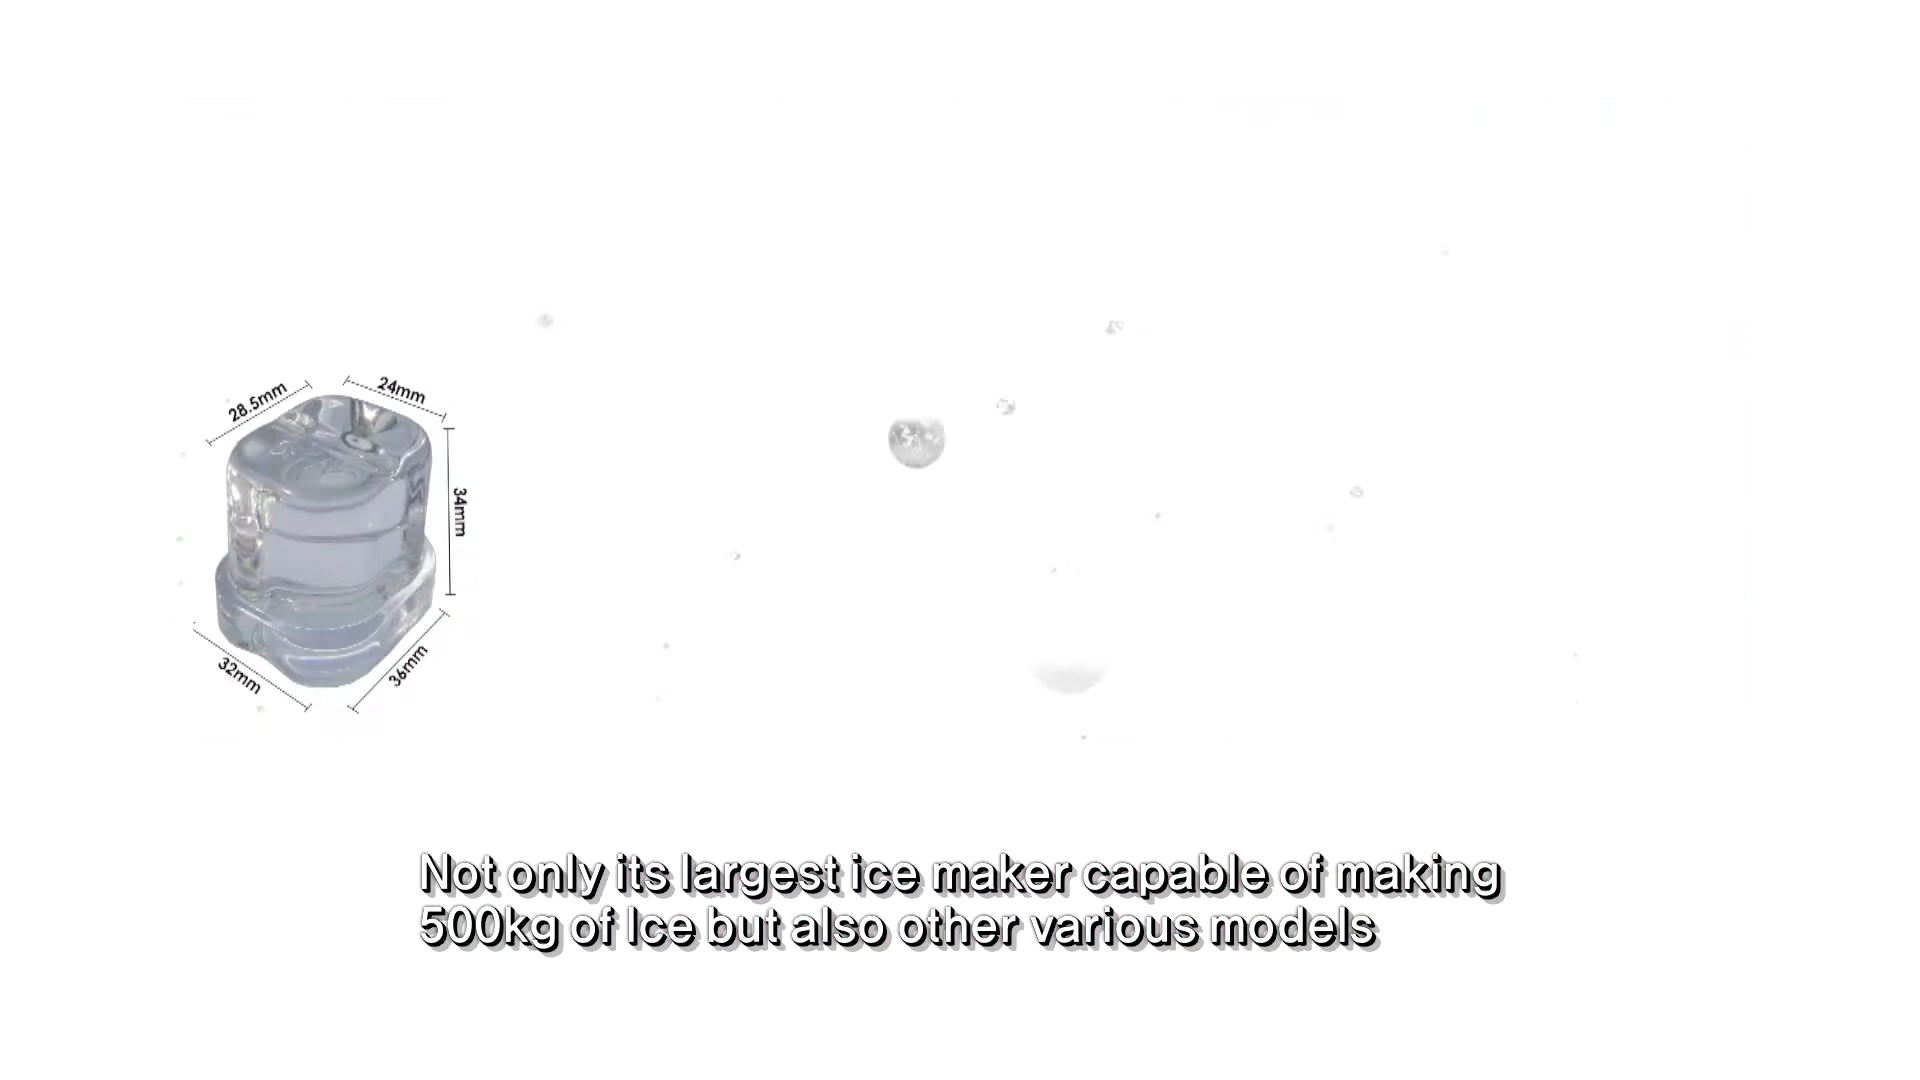 28.5mm
24mm
34mm
32mm
36mm
Not only its largest ice maker capable of making
500kg of Ice but also other various models